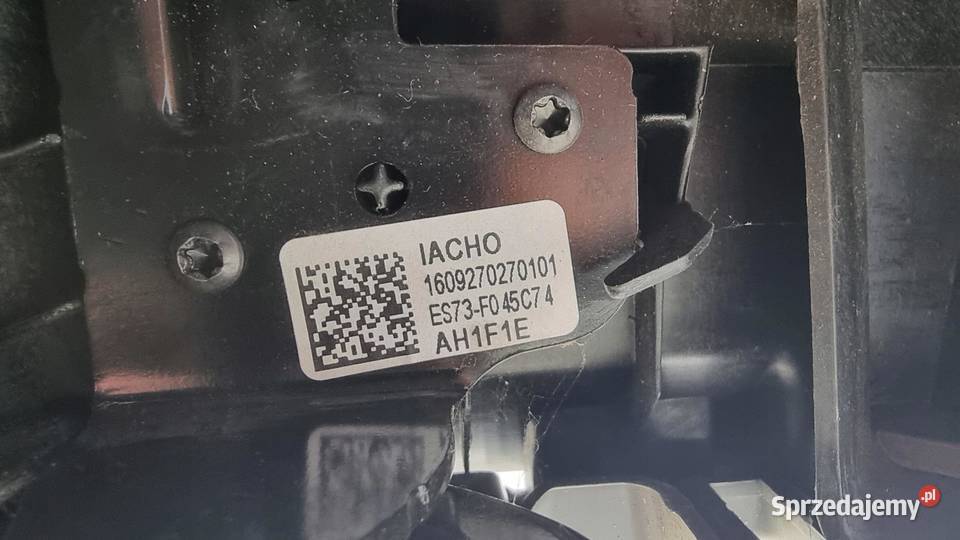 IACHO
1609270270101
ES73-F045C74
AH1F1E
Sprzedajemy.pl